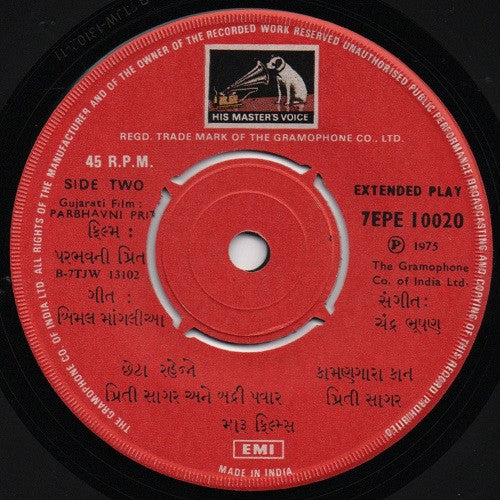 ALL RIGHTS OF THE MANUFACTURER AND OF THE OWNER OF THE RECORDED WORK RESERVED UNAUTHORISED PUBLIC PERFORMANCE BROADCASTING AND COPYING OF THIS RECORD PROHIBITED
HIS MASTER'S VOICE
REGD. TRADE MARK OF THE GRAMOPHONE CO., LTD.
45 R.P.M.
SIDE TWO
Gujarati Film :
PARBHAVNI PRIT
ફિલ્મ :
પરભવની પ્રિત
B-7TJW 13102
ગીત :
શ્રિમલ માંગલીઆ
EXTENDED PLAY
7EPE 10020
Ⓟ 1975
The Gramophone
Co. of India Ltd.
સંગીત:
ચંદ્ર ભૂષણ
છેટા રહેન્ને
પ્રિતી સાગર અને બદ્રી પવાર
કામણગારા કાન
પ્રિતી સાગર
મારૂ ફિલ્મ્સ
EMI
MADE IN INDIA
THE GRAMOPHONE CO. OF INDIA LTD.